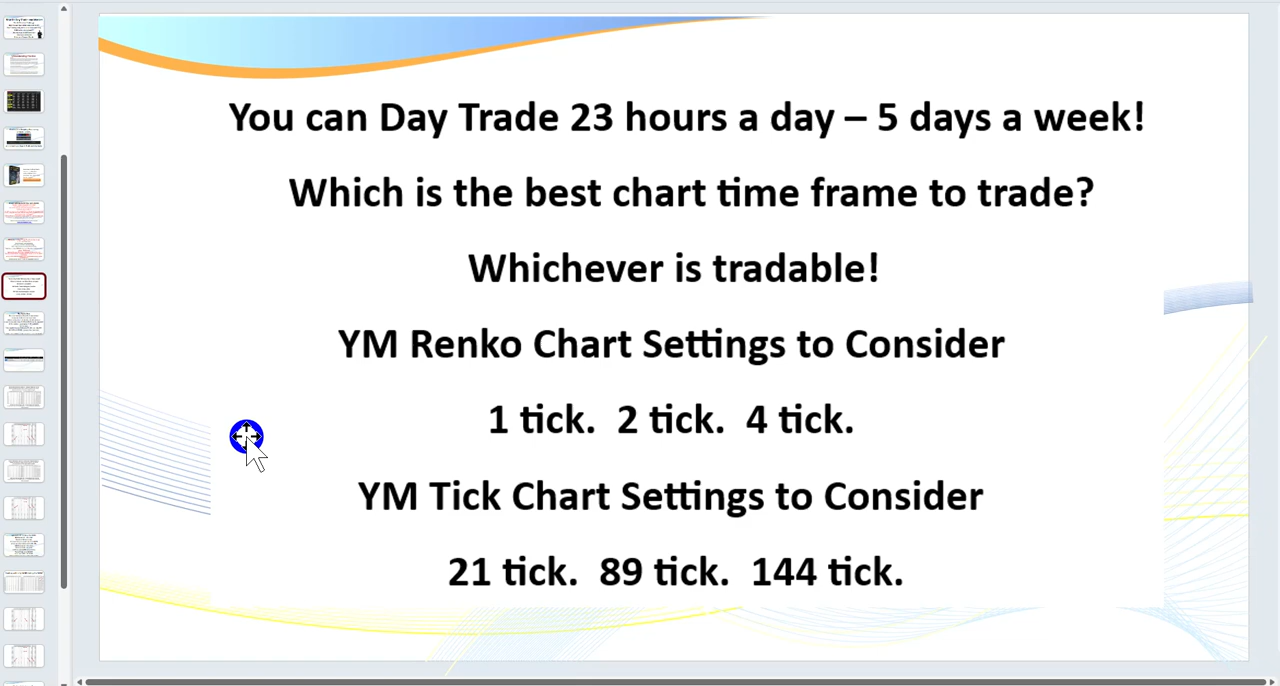 You can Day Trade 23 hours a day – 5 days a week!
Which is the best chart time frame to trade?
Whichever is tradable!
YM Renko Chart Settings to Consider
1 tick.  2 tick.  4 tick.
YM Tick Chart Settings to Consider
21 tick.  89 tick.  144 tick.